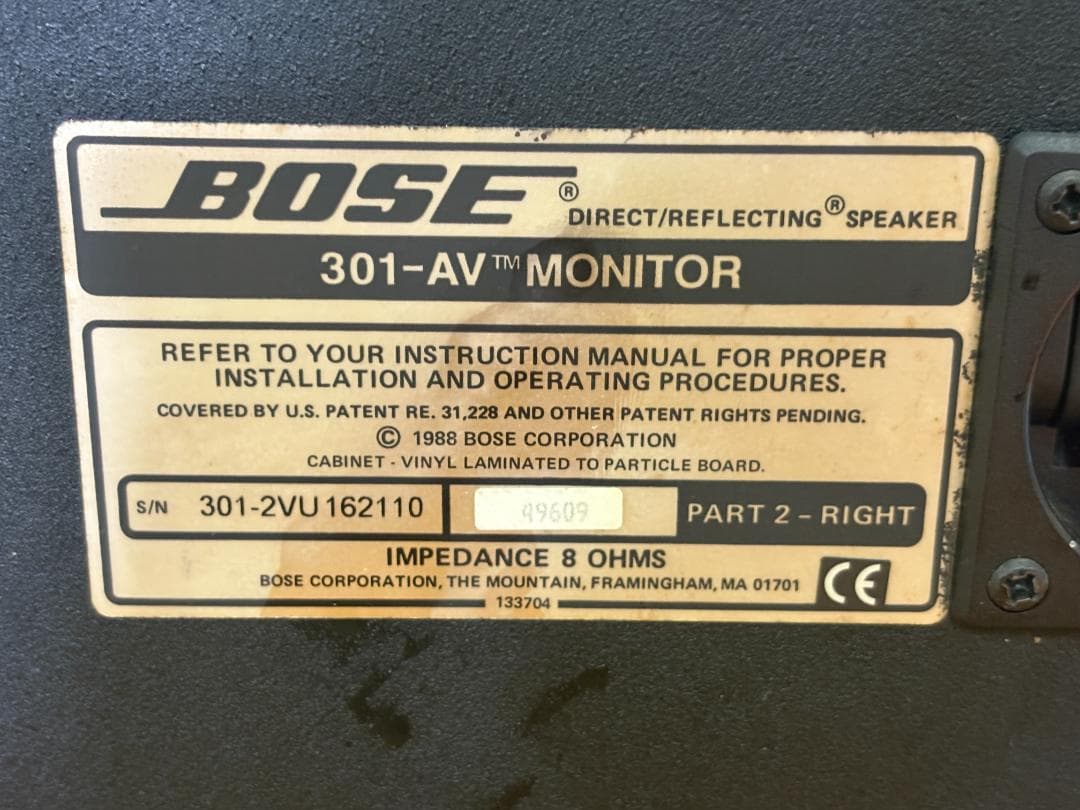 BOSE®
DIRECT/REFLECTING® SPEAKER
301-AV™ MONITOR
REFER TO YOUR INSTRUCTION MANUAL FOR PROPER
INSTALLATION AND OPERATING PROCEDURES.
COVERED BY U.S. PATENT RE. 31,228 AND OTHER PATENT RIGHTS PENDING.
© 1988 BOSE CORPORATION
CABINET - VINYL LAMINATED TO PARTICLE BOARD.
S/N 301-2VU162110 49609 PART 2 - RIGHT
IMPEDANCE 8 OHMS
BOSE CORPORATION, THE MOUNTAIN, FRAMINGHAM, MA 01701 CE
133704